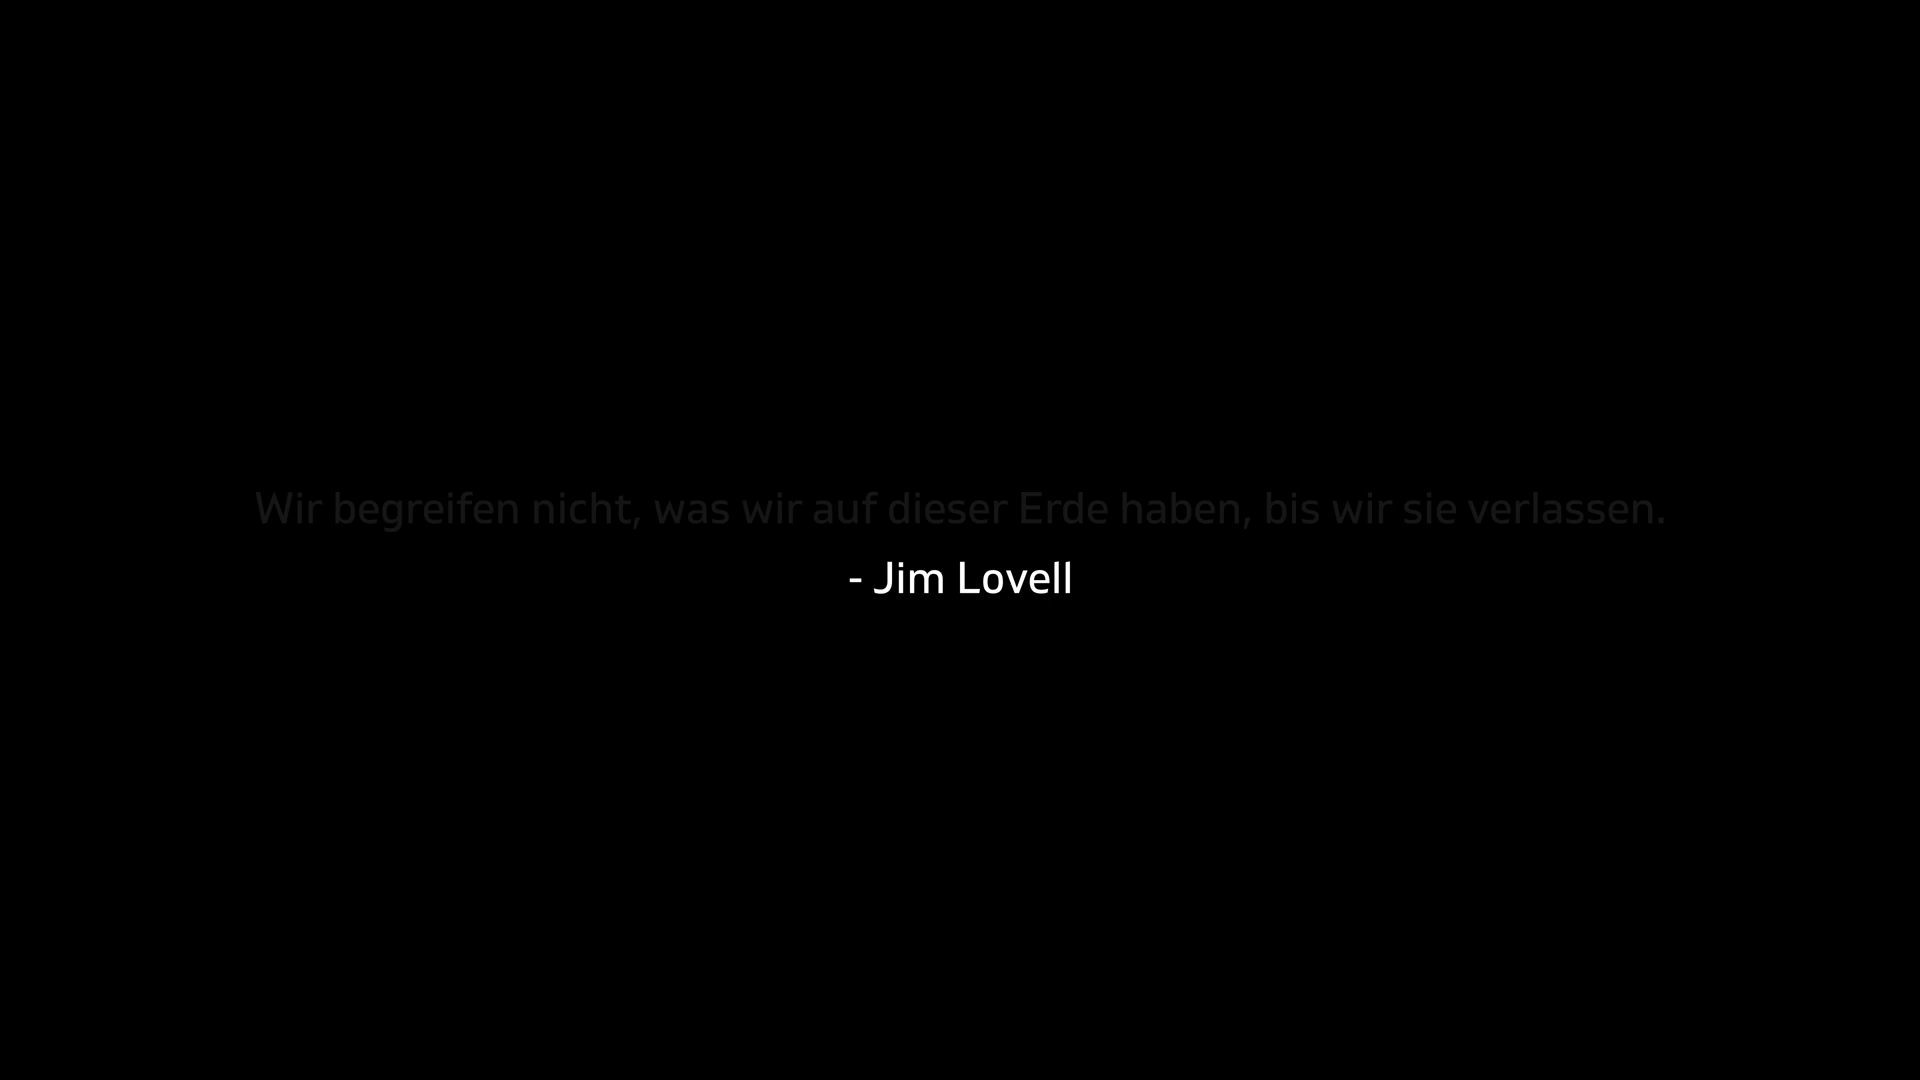 Wir begreifen nicht, was wir auf dieser Erde haben, bis wir sie verlassen.
- Jim Lovell